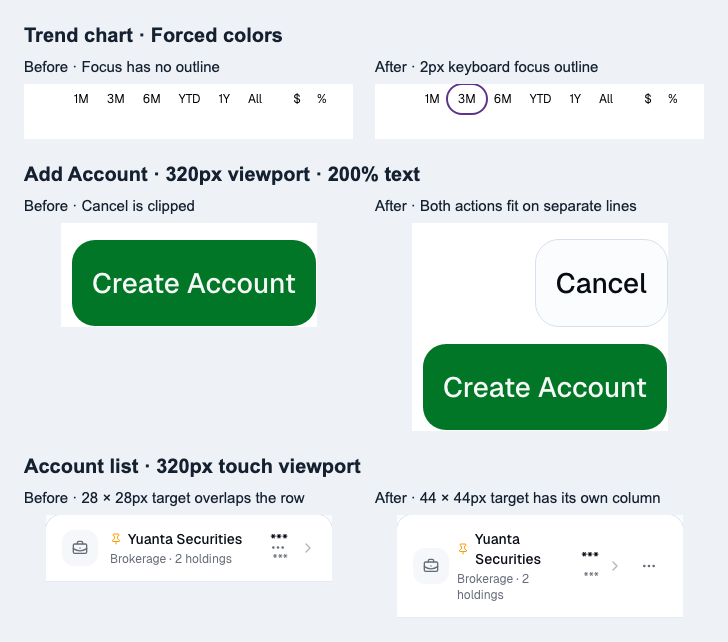 Trend chart · Forced colors
Before · Focus has no outline
After · 2px keyboard focus outline
1M 3M 6M YTD 1Y All $ %
1M 3M 6M YTD 1Y All $ %
Add Account · 320px viewport · 200% text
Before · Cancel is clipped
After · Both actions fit on separate lines
Create Account
Cancel
Create Account
Account list · 320px touch viewport
Before · 28 × 28px target overlaps the row
After · 44 × 44px target has its own column
Yuanta Securities
Brokerage · 2 holdings
***
***
Yuanta
Securities
Brokerage · 2
holdings
***
***